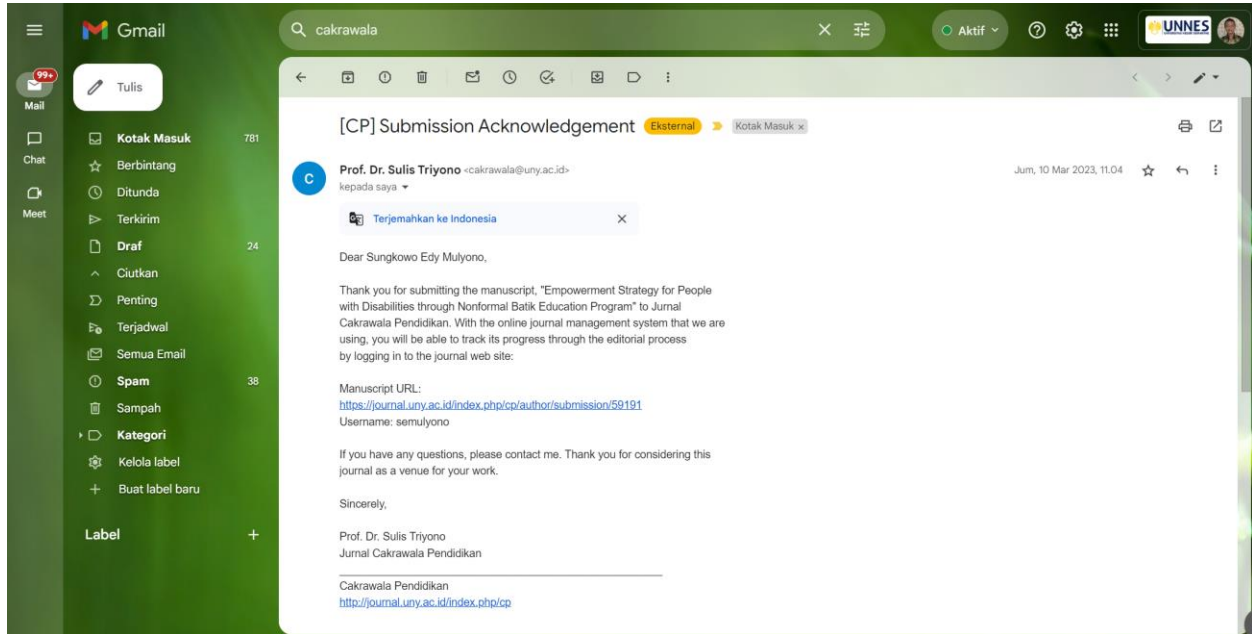 Gmail
cakrawala
Aktif
UNNES
99+
Mail
Chat
Meet
Tulis
Kotak Masuk 781
Berbintang
Ditunda
Terkirim
Draf 24
Ciutkan
Penting
Terjadwal
Semua Email
Spam 38
Sampah
Kategori
Kelola label
Buat label baru
Label
[CP] Submission Acknowledgement Eksternal Kotak Masuk x
Prof. Dr. Sulis Triyono <cakrawala@uny.ac.id> Jum, 10 Mar 2023, 11.04
kepada saya
Terjemahkan ke Indonesia
C
Dear Sungkowo Edy Mulyono,
Thank you for submitting the manuscript, "Empowerment Strategy for People
with Disabilities through Nonformal Batik Education Program" to Jurnal
Cakrawala Pendidikan. With the online journal management system that we are
using, you will be able to track its progress through the editorial process
by logging in to the journal web site:
Manuscript URL:
https://journal.uny.ac.id/index.php/cp/author/submission/59191
Username: semulyono
If you have any questions, please contact me. Thank you for considering this
journal as a venue for your work.
Sincerely,
Prof. Dr. Sulis Triyono
Jurnal Cakrawala Pendidikan
Cakrawala Pendidikan
http://journal.uny.ac.id/index.php/cp